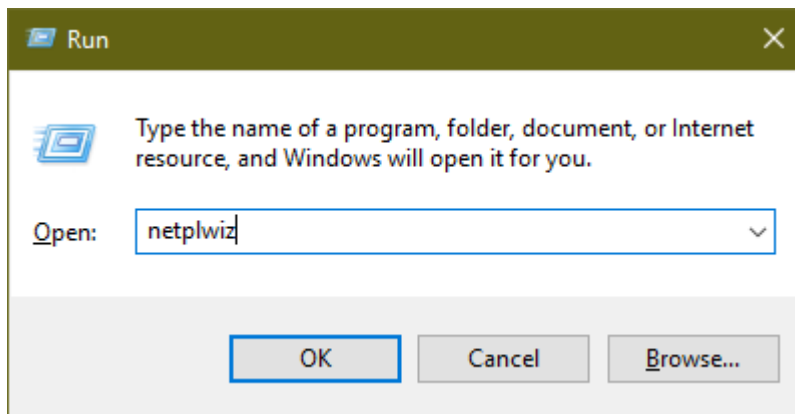 Run
Type the name of a program, folder, document, or Internet
resource, and Windows will open it for you.
Open: netplwiz
OK Cancel Browse...